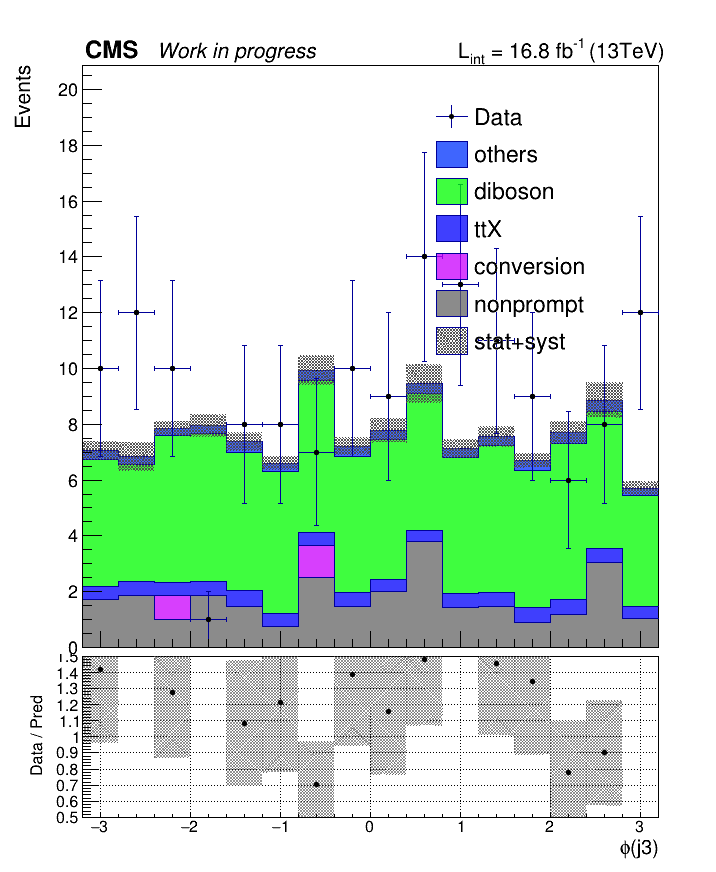 CMS Work in progress L_int = 16.8 fb^-1 (13TeV)
Events
20
18
16
14
12
10
8
6
4
2
0
Data
others
diboson
ttX
conversion
nonprompt
stat+syst
Data / Pred
1.5
1.4
1.3
1.2
1.1
1
0.9
0.8
0.7
0.6
0.5
−3 −2 −1 0 1 2 3
ϕ(j3)